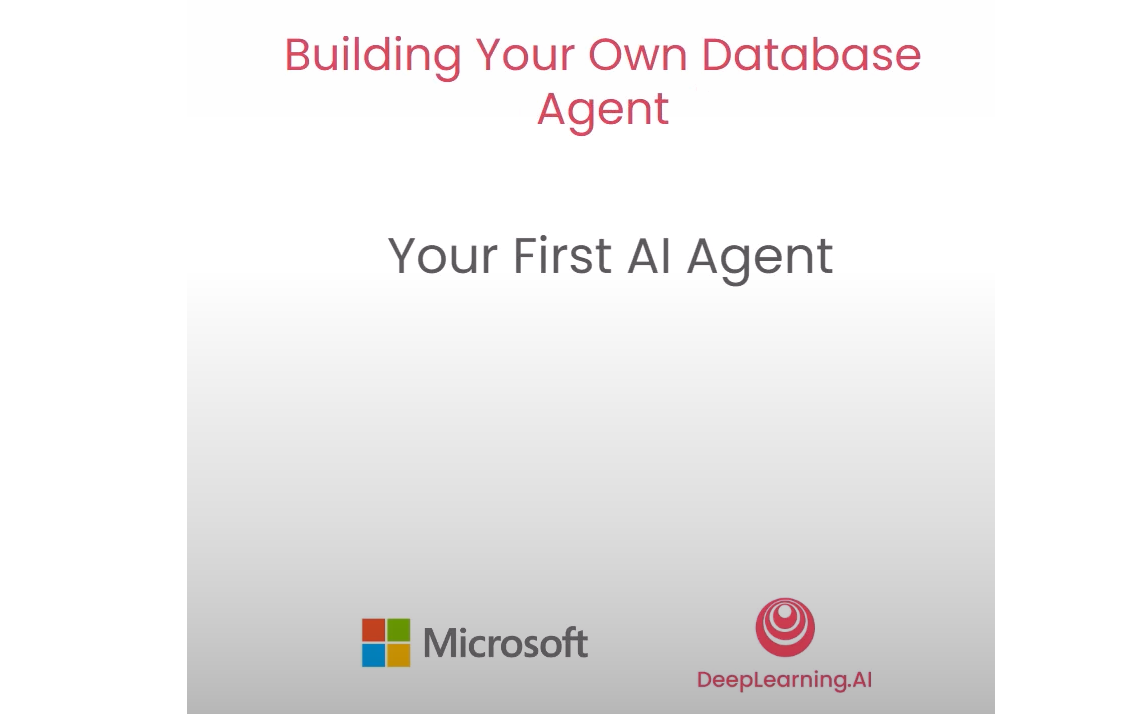 Building Your Own Database
Agent
Your First AI Agent
Microsoft
DeepLearning.AI